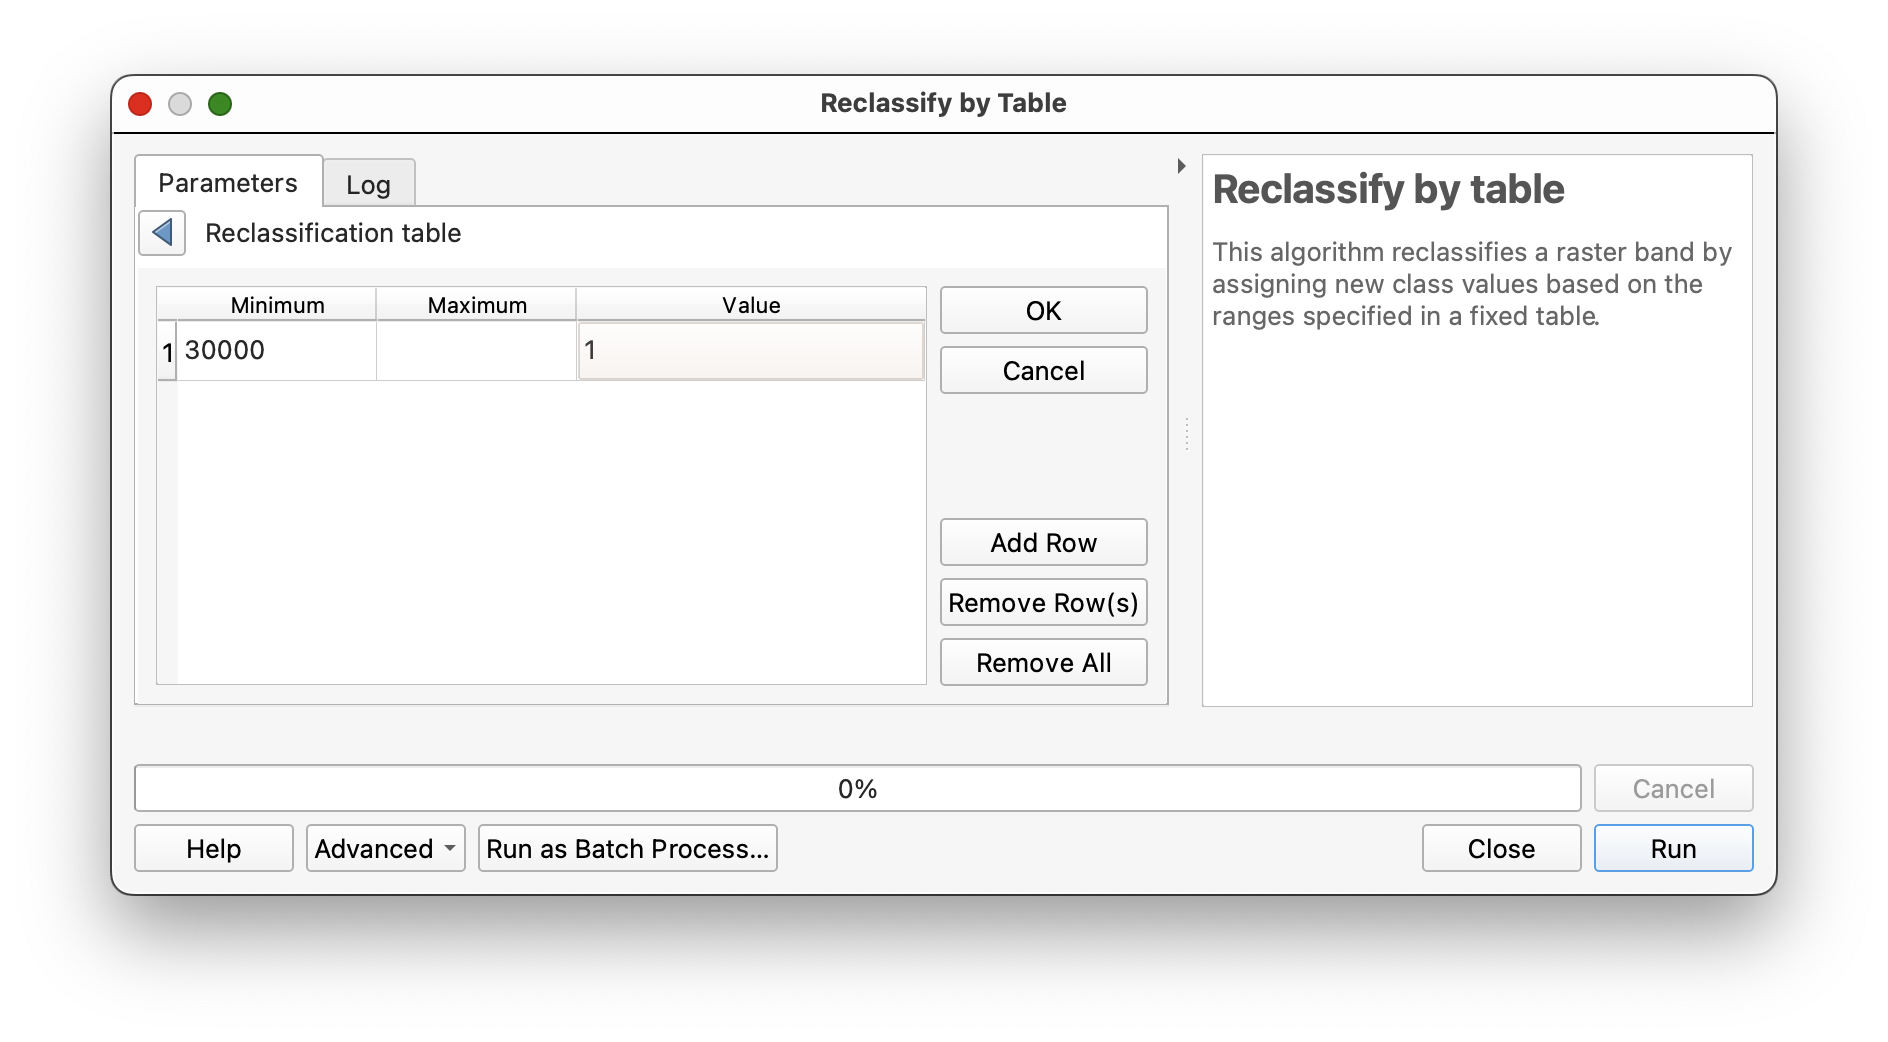 Reclassify by Table
Parameters
Log
Reclassification table
Minimum Maximum Value
1 30000 1
OK
Cancel
Add Row
Remove Row(s)
Remove All
Reclassify by table
This algorithm reclassifies a raster band by
assigning new class values based on the
ranges specified in a fixed table.
0%
Cancel
Help
Advanced
Run as Batch Process...
Close
Run